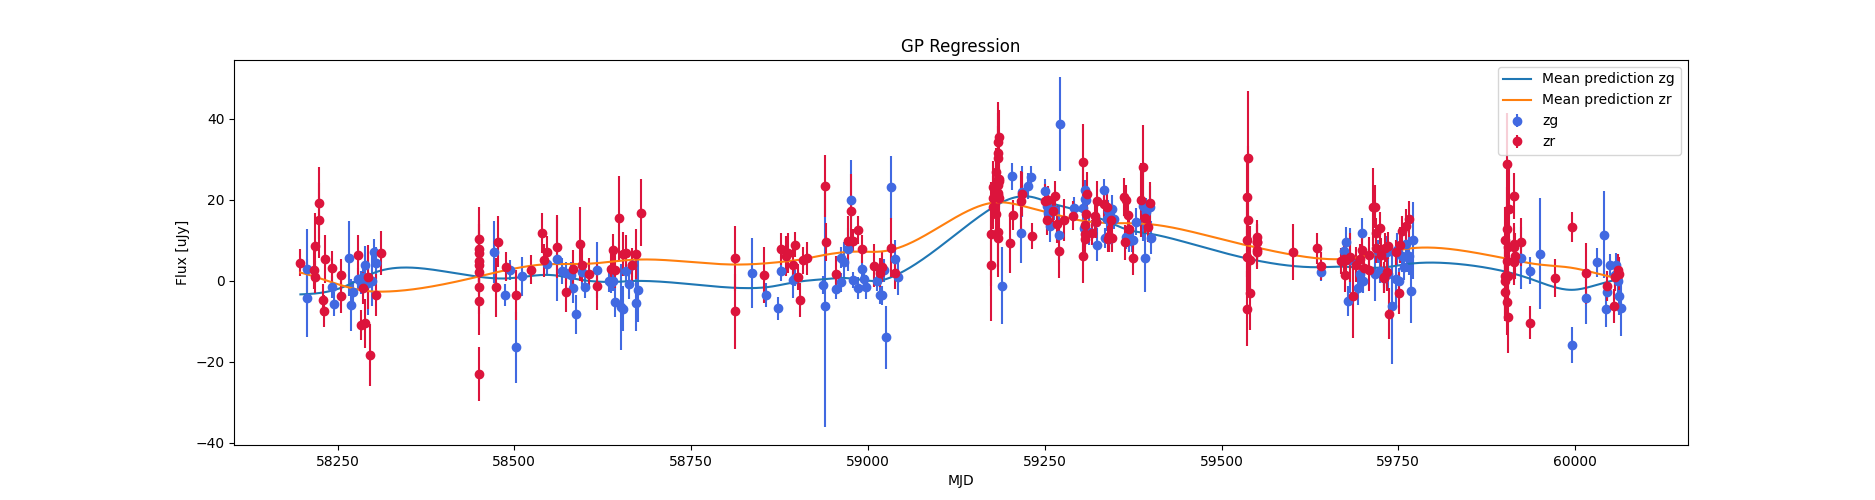 GP Regression
Mean prediction zg
Mean prediction zr
zg
zr
40
20
0
−20
−40
Flux [uJy]
58250 58500 58750 59000 59250 59500 59750 60000
MJD